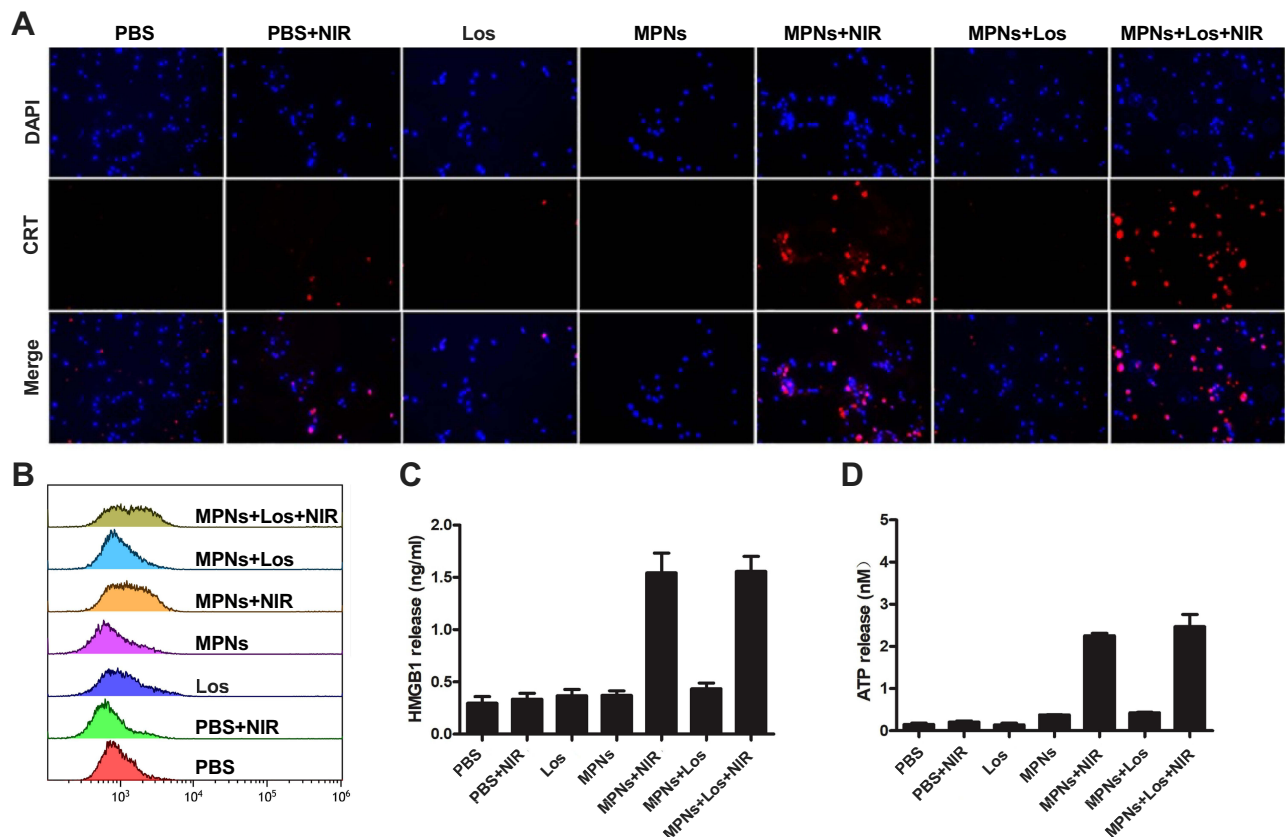 A
PBS
PBS+NIR
Los
MPNs
MPNs+NIR
MPNs+Los
MPNs+Los+NIR
DAPI
CRT
Merge
B
MPNs+Los+NIR
MPNs+Los
MPNs+NIR
MPNs
Los
PBS+NIR
PBS
10³
10⁴
10⁵
10⁶
C
HMGB1 release (ng/ml)
2.0
1.5
1.0
0.5
0.0
PBS
PBS+NIR
Los
MPNs
MPNs+NIR
MPNs+Los
MPNs+Los+NIR
D
ATP release (nM）
5
4
3
2
1
0
PBS
PBS+NIR
Los
MPNs
MPNs+NIR
MPNs+Los
MPNs+Los+NIR